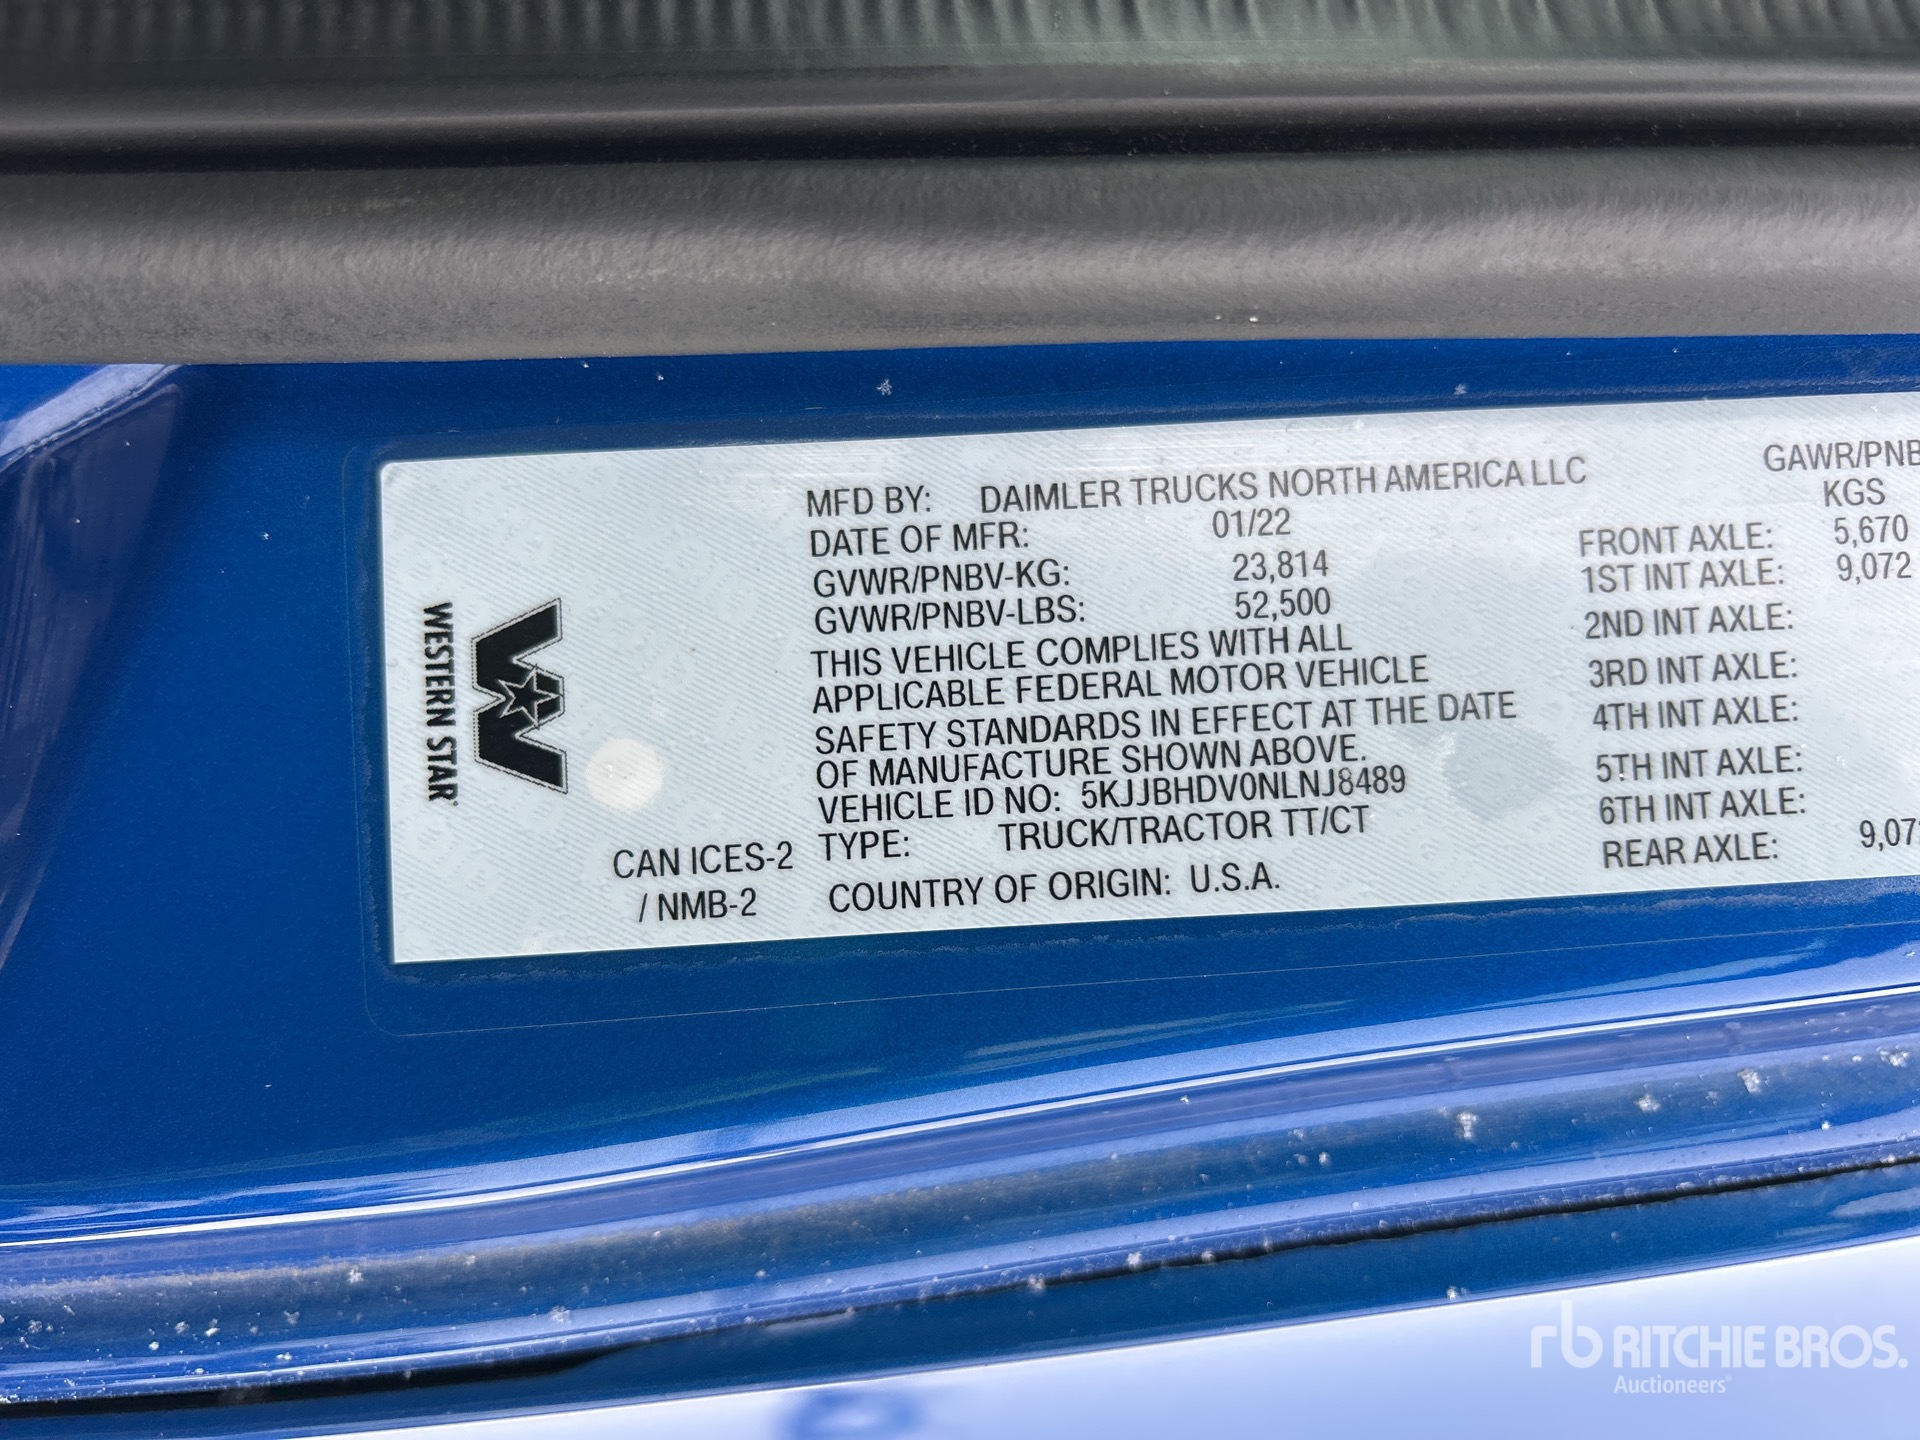 WESTERN STAR
CAN ICES-2
/ NMB-2
MFD BY: DAIMLER TRUCKS NORTH AMERICA LLC
DATE OF MFR: 01/22
GVWR/PNBV-KG: 23,814
GVWR/PNBV-LBS: 52,500
THIS VEHICLE COMPLIES WITH ALL
APPLICABLE FEDERAL MOTOR VEHICLE
SAFETY STANDARDS IN EFFECT AT THE DATE
OF MANUFACTURE SHOWN ABOVE.
VEHICLE ID NO: 5KJJBHDV0NLNJ8489
TYPE: TRUCK/TRACTOR TT/CT
COUNTRY OF ORIGIN: U.S.A.
GAWR/PNB
KGS
FRONT AXLE: 5,670
1ST INT AXLE: 9,072
2ND INT AXLE:
3RD INT AXLE:
4TH INT AXLE:
5TH INT AXLE:
6TH INT AXLE:
REAR AXLE: 9,07
rb RITCHIE BROS.
Auctioneers